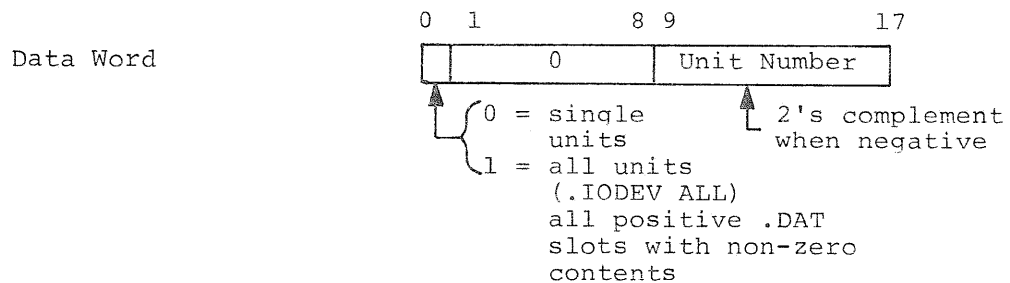 0 1 8 9 17
Data Word 0 Unit Number
0 = single 2's complement
units when negative
1 = all units
(.IODEV ALL)
all positive .DAT
slots with non-zero
contents